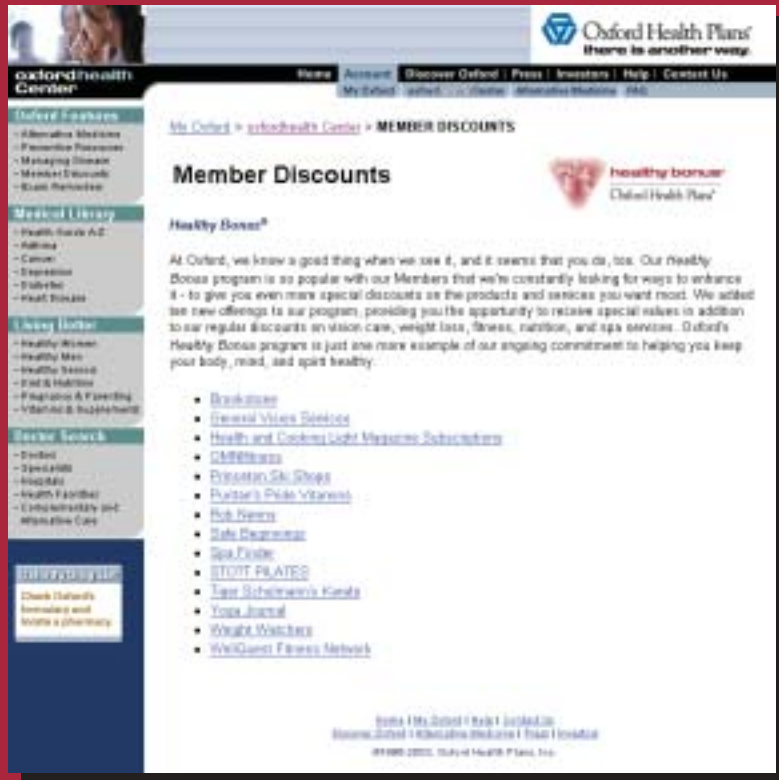 Oxford Health Plans®
there is another way.
oxfordhealth
Center
Home | Account | Discover Oxford | Press | Investors | Help | Contact Us
My Oxford Center Alternative Medicine FAQ
Oxford Features
- Alternative Medicine
- Preventive Resources
- Managing Disease
- Member Discounts
- Exam Reminders
Medical Library
- Health Guide A-Z
- Asthma
- Cancer
- Depression
- Diabetes
- Heart Disease
Living Better
- Healthy Women
- Healthy Men
- Healthy Seniors
- Diet & Nutrition
- Pregnancy & Parenting
- Vitamins & Supplements
Doctor Search
- Doctors
- Specialists
- Hospitals
- Health Facilities
- Complementary and
Alternative Care
Check Oxford's
formulary and
locate a pharmacy.
My Oxford > oxfordhealth Center > MEMBER DISCOUNTS
Member Discounts
healthy bonus®
Oxford Health Plans®
Healthy Bonus®
At Oxford, we know a good thing when we see it, and it seems that you do, too. Our Healthy
Bonus program is so popular with our Members that we're constantly looking for ways to enhance
it - to give you even more special discounts on the products and services you want most. We added
ten new offerings to our program, providing you the opportunity to receive special values in addition
to our regular discounts on vision care, weight loss, fitness, nutrition, and spa services. Oxford's
Healthy Bonus program is just one more example of our ongoing commitment to helping you keep
your body, mind, and spirit healthy.
• Brookstone
• General Vision Services
• Health and Cooking Light Magazine Subscriptions
• OMNIfitness
• Princeton Ski Shops
• Puritan's Pride Vitamins
• Rob Nevins
• Safe Beginnings
• Spa Finder
• STOTT PILATES
• Tiger Schulmann's Karate
• Yoga Journal
• Weight Watchers
• WellQuest Fitness Network
Home | My Oxford | Help | Contact Us
Discover Oxford | Alternative Medicine | Press | Investors
Oxford Health Plans, Inc.